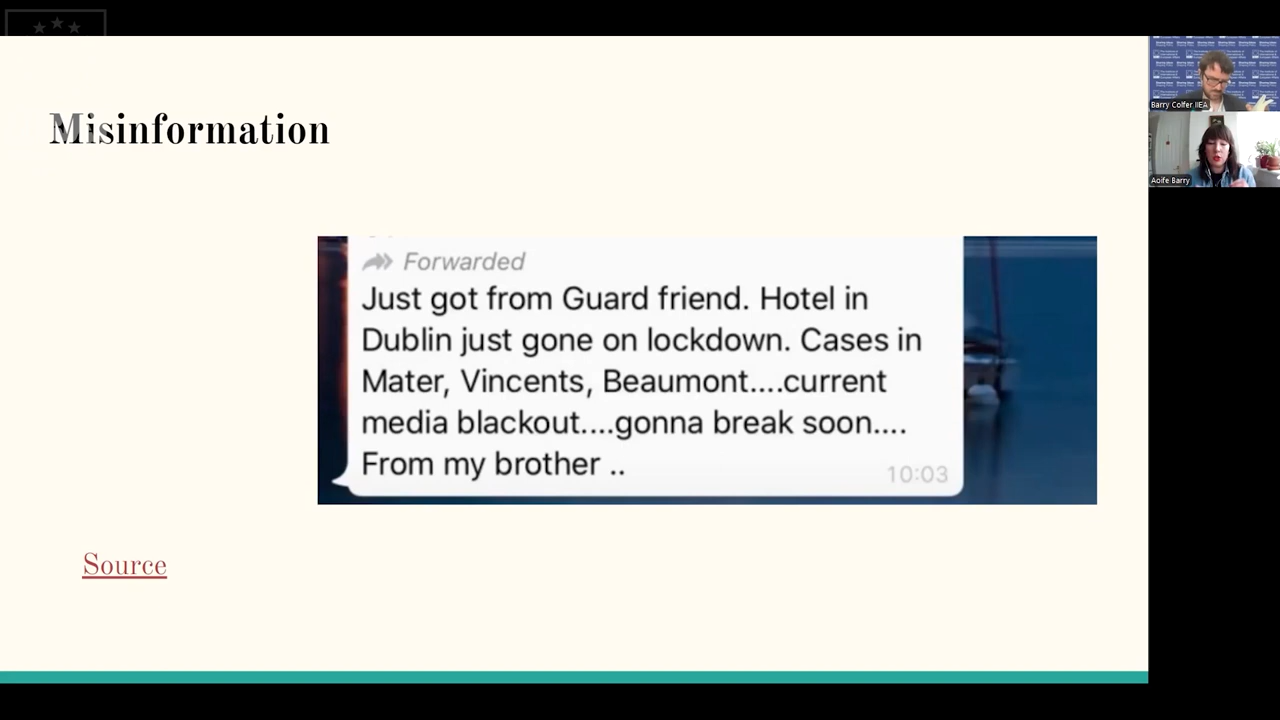 Misinformation
Forwarded
Just got from Guard friend. Hotel in
Dublin just gone on lockdown. Cases in
Mater, Vincents, Beaumont....current
media blackout....gonna break soon....
From my brother ..
10:03
Source
Barry Colfer IIEA
Aoife Barry